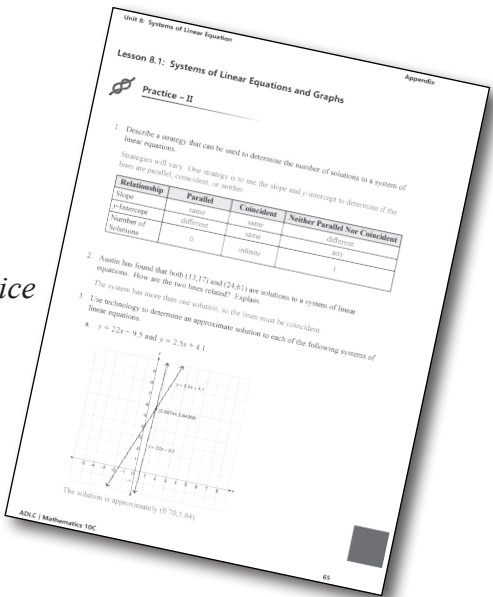 Unit 8: Systems of Linear Equation
Appendix
Lesson 8.1: Systems of Linear Equations and Graphs
Practice – II
1. Describe a strategy that can be used to determine the number of solutions to a system of
linear equations.
Strategies will vary. One strategy is to use the slope and y-intercept to determine if the
lines are parallel, coincident, or neither.
Relationship Parallel Coincident Neither Parallel Nor Coincident
Slope same same different
y-Intercept different same any
Number of
Solutions 0 infinite 1
ice
2. Austin has found that both (13,17) and (24,61) are solutions to a system of linear
equations. How are the two lines related? Explain.
The system has more than one solution, so the lines must be coincident.
3. Use technology to determine an approximate solution to each of the following systems of
linear equations.
a. y = 22x − 9.5 and y = 2.5x + 4.1
The solution is approximately (0.70,5.84)
ADLC | Mathematics 10C
65